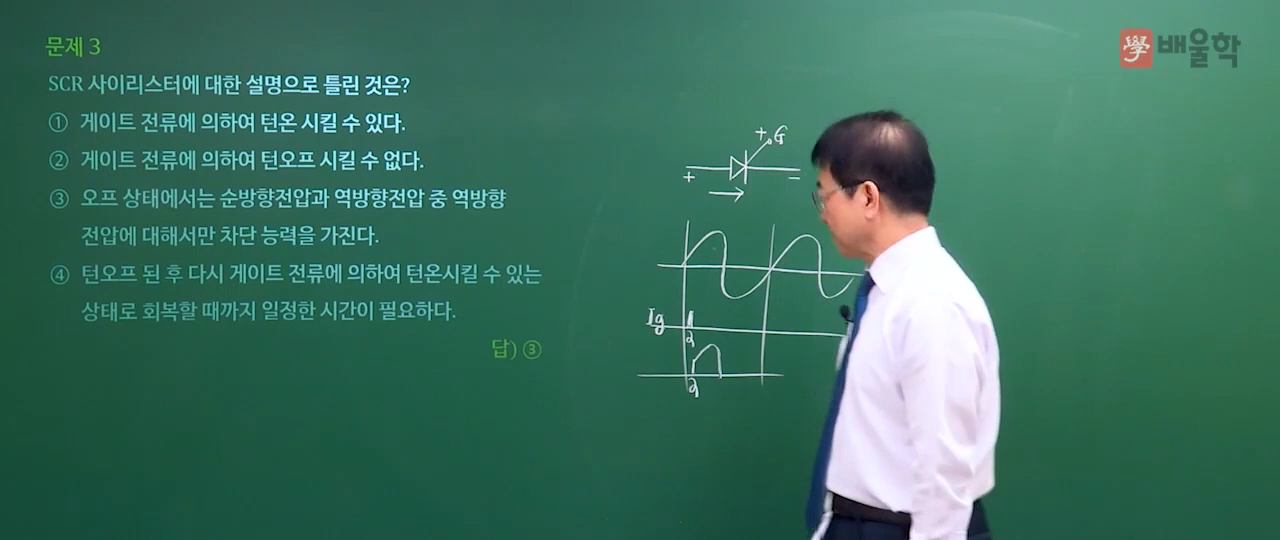 문제 3
SCR 사이리스터에 대한 설명으로 틀린 것은?
① 게이트 전류에 의하여 턴온 시킬 수 있다.
② 게이트 전류에 의하여 턴오프 시킬 수 없다.
③ 오프 상태에서는 순방향전압과 역방향전압 중 역방향
전압에 대해서만 차단 능력을 가진다.
④ 턴오프 된 후 다시 게이트 전류에 의하여 턴온시킬 수 있는
상태로 회복할 때까지 일정한 시간이 필요하다.
답) ③
學 배울학
+ G
+ −
Ig